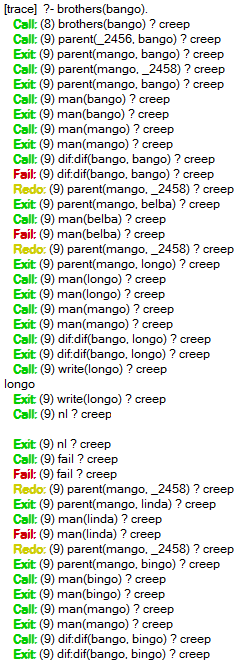 [trace]  ?- brothers(bango).
Call: (8) brothers(bango) ? creep
Call: (9) parent(_2456, bango) ? creep
Exit: (9) parent(mango, bango) ? creep
Call: (9) parent(mango, _2458) ? creep
Exit: (9) parent(mango, bango) ? creep
Call: (9) man(bango) ? creep
Exit: (9) man(bango) ? creep
Call: (9) man(mango) ? creep
Exit: (9) man(mango) ? creep
Call: (9) dif:dif(bango, bango) ? creep
Fail: (9) dif:dif(bango, bango) ? creep
Redo: (9) parent(mango, _2458) ? creep
Exit: (9) parent(mango, belba) ? creep
Call: (9) man(belba) ? creep
Fail: (9) man(belba) ? creep
Redo: (9) parent(mango, _2458) ? creep
Exit: (9) parent(mango, longo) ? creep
Call: (9) man(longo) ? creep
Exit: (9) man(longo) ? creep
Call: (9) man(mango) ? creep
Exit: (9) man(mango) ? creep
Call: (9) dif:dif(bango, longo) ? creep
Exit: (9) dif:dif(bango, longo) ? creep
Call: (9) write(longo) ? creep
longo
Exit: (9) write(longo) ? creep
Call: (9) nl ? creep
Exit: (9) nl ? creep
Call: (9) fail ? creep
Fail: (9) fail ? creep
Redo: (9) parent(mango, _2458) ? creep
Exit: (9) parent(mango, linda) ? creep
Call: (9) man(linda) ? creep
Fail: (9) man(linda) ? creep
Redo: (9) parent(mango, _2458) ? creep
Exit: (9) parent(mango, bingo) ? creep
Call: (9) man(bingo) ? creep
Exit: (9) man(bingo) ? creep
Call: (9) man(mango) ? creep
Exit: (9) man(mango) ? creep
Call: (9) dif:dif(bango, bingo) ? creep
Exit: (9) dif:dif(bango, bingo) ? creep